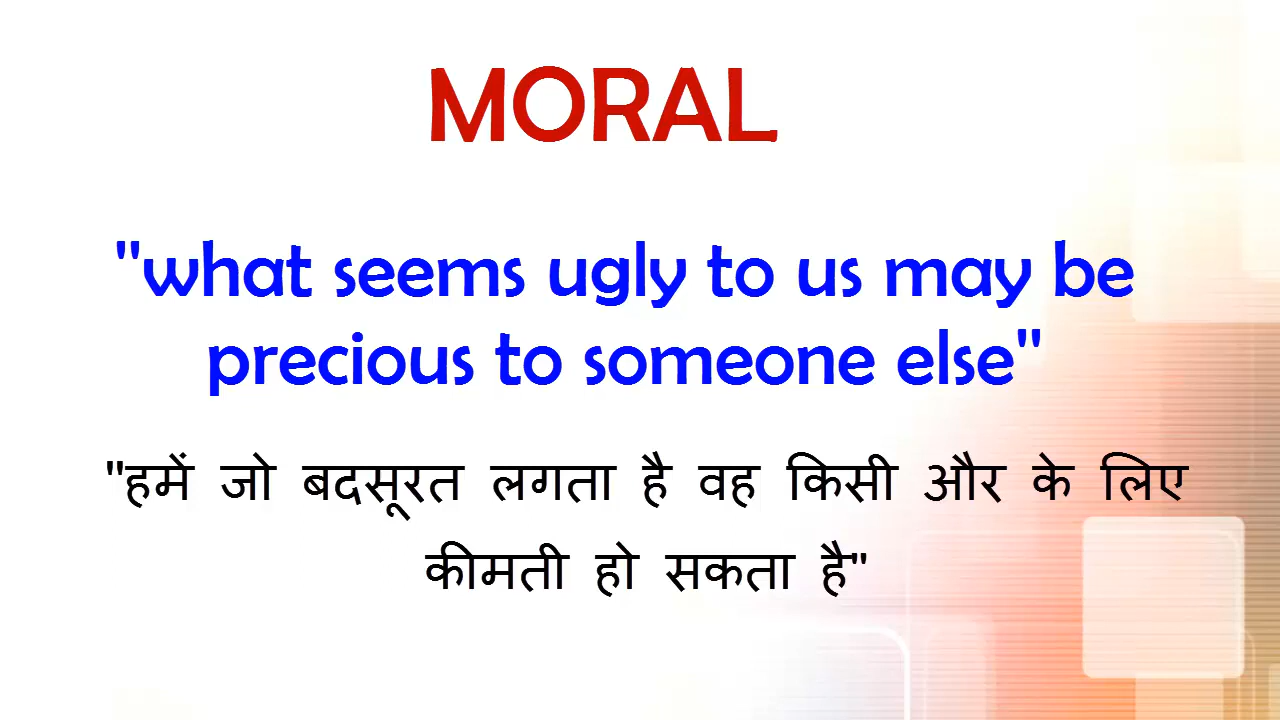 MORAL
"what seems ugly to us may be
precious to someone else"
"हमें जो बदसूरत लगता है वह किसी और के लिए
कीमती हो सकता है"